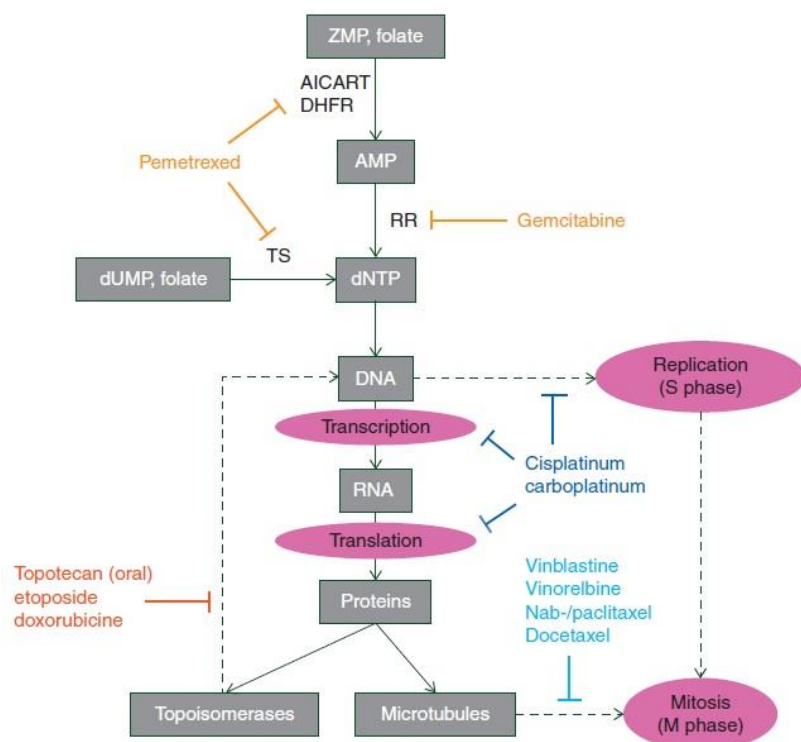 ZMP, folate
AICART
DHFR
Pemetrexed
AMP
RR
Gemcitabine
TS
dUMP, folate
dNTP
DNA
Replication
(S phase)
Transcription
Cisplatinum
carboplatinum
RNA
Translation
Topotecan (oral)
etoposide
doxorubicine
Vinblastine
Vinorelbine
Nab-/paclitaxel
Docetaxel
Proteins
Topoisomerases
Microtubules
Mitosis
(M phase)